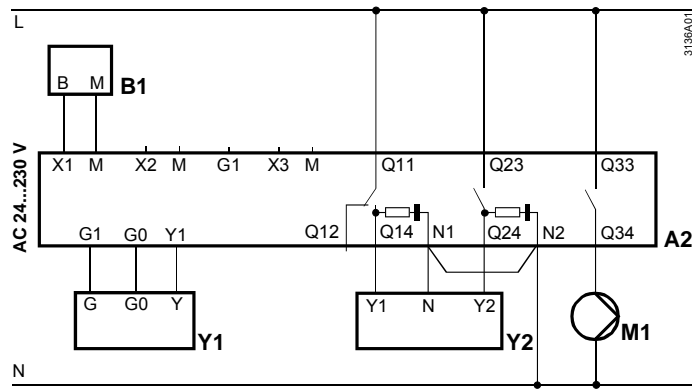 L
3136A01
B M B1
AC 24...230 V
X1 M X2 M G1 X3 M Q11 Q23 Q33
G1 G0 Y1 Q12 Q14 N1 Q24 N2 Q34 A2
G G0 Y Y1
Y1 N Y2 Y2
M1
N